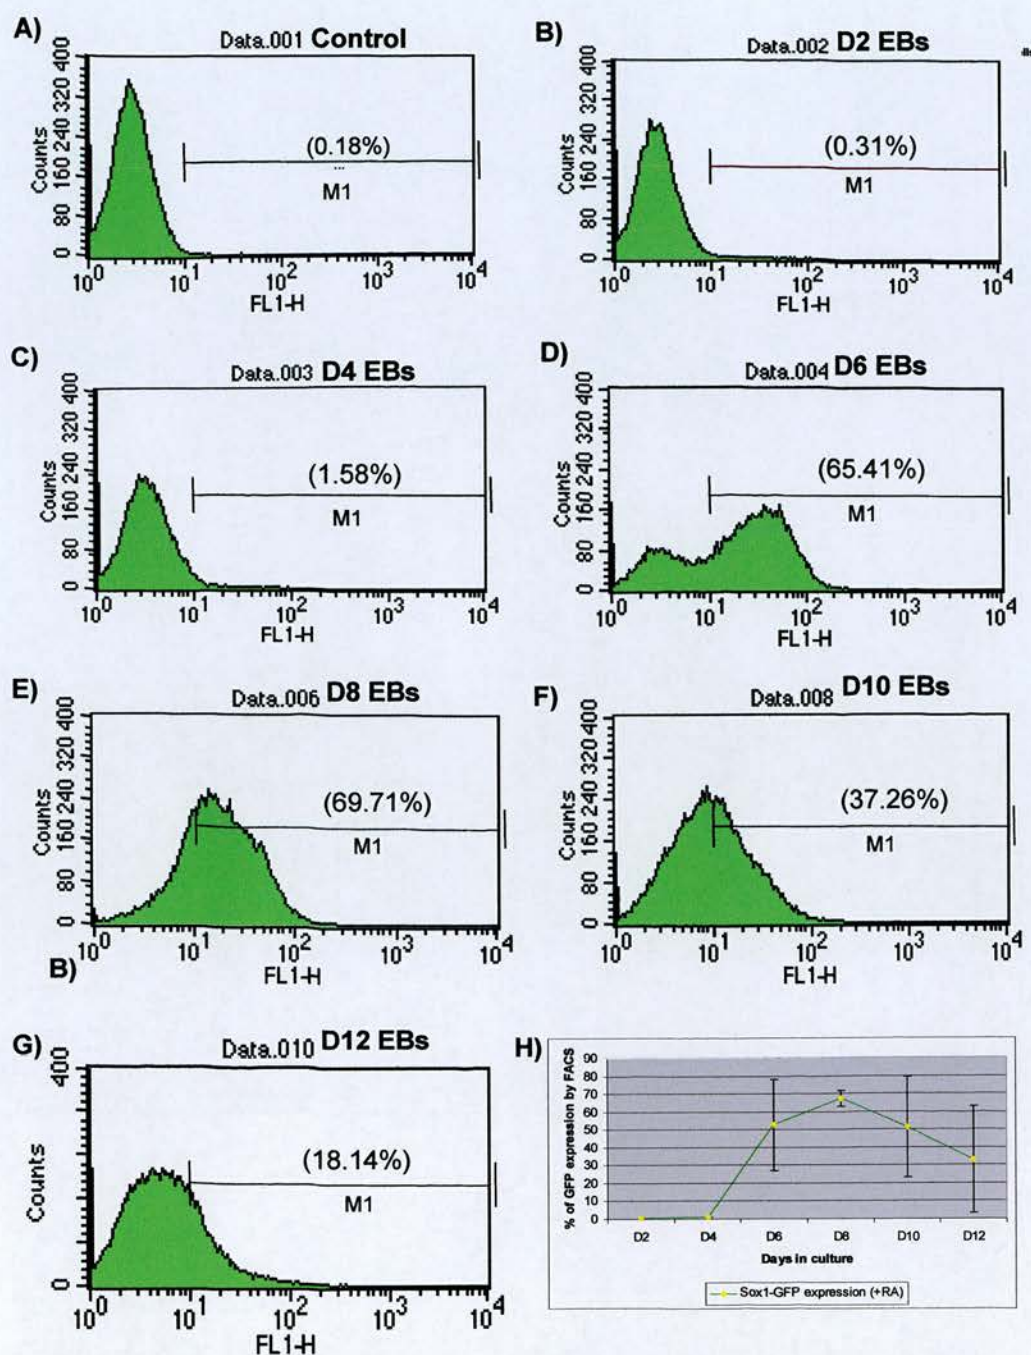 A)
Data.001 Control
400
320
240
160
80
0
Counts
(0.18%)
...
M1
10^0 10^1 10^2 10^3 10^4
FL1-H
B)
Data.002 D2 EBs
400
320
240
160
80
0
Counts
(0.31%)
M1
10^0 10^1 10^2 10^3 10^4
FL1-H
C)
Data.003 D4 EBs
400
320
240
160
80
0
Counts
(1.58%)
M1
10^0 10^1 10^2 10^3 10^4
FL1-H
D)
Data.004 D6 EBs
400
320
240
160
80
0
Counts
(65.41%)
M1
10^0 10^1 10^2 10^3 10^4
FL1-H
E)
Data.006 D8 EBs
400
320
240
160
80
0
Counts
(69.71%)
M1
10^0 10^1 10^2 10^3 10^4
FL1-H
F)
Data.008 D10 EBs
400
320
240
160
80
0
Counts
(37.26%)
M1
10^0 10^1 10^2 10^3 10^4
FL1-H
B)
G)
Data.010 D12 EBs
400
0
Counts
(18.14%)
M1
10^0 10^1 10^2 10^3 10^4
FL1-H
H)
% of GFP expression by FACS
90
80
70
60
50
40
30
20
10
0
D2 D4 D6 D8 D10 D12
Days in culture
Sox1-GFP expression (+RA)